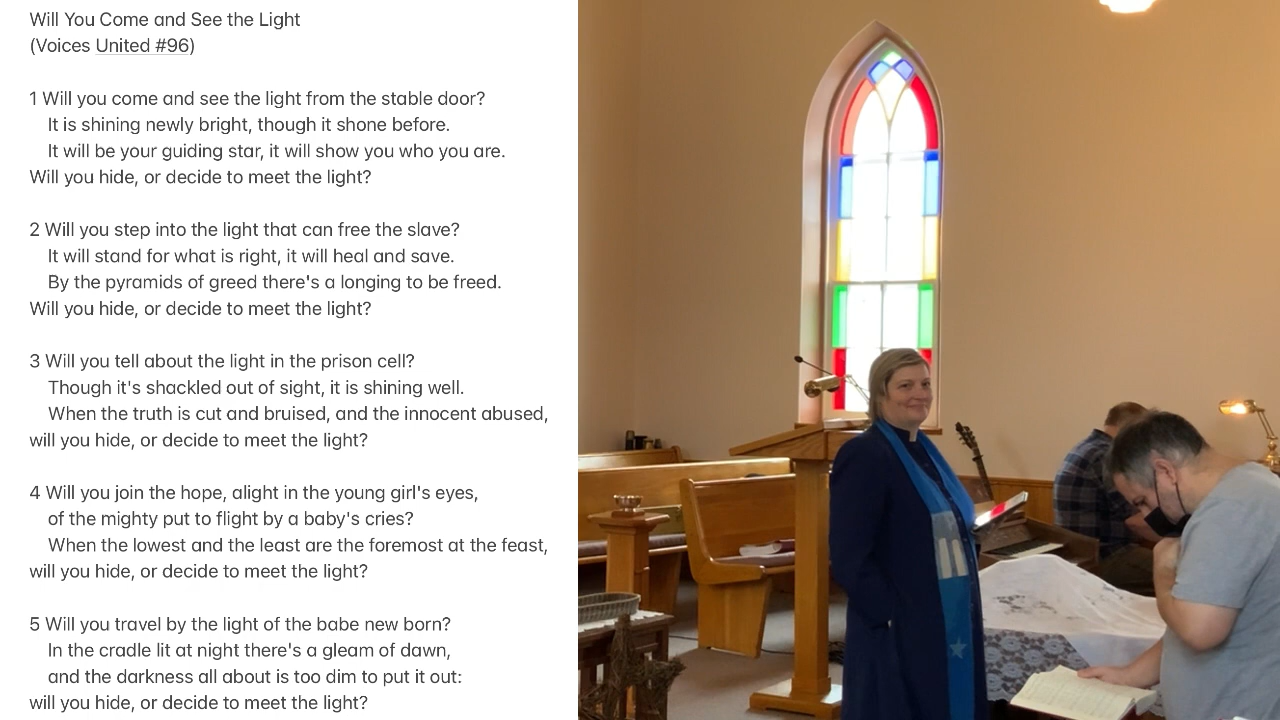 Will You Come and See the Light
(Voices United #96)
1 Will you come and see the light from the stable door?
It is shining newly bright, though it shone before.
It will be your guiding star, it will show you who you are.
Will you hide, or decide to meet the light?
2 Will you step into the light that can free the slave?
It will stand for what is right, it will heal and save.
By the pyramids of greed there's a longing to be freed.
Will you hide, or decide to meet the light?
3 Will you tell about the light in the prison cell?
Though it's shackled out of sight, it is shining well.
When the truth is cut and bruised, and the innocent abused,
will you hide, or decide to meet the light?
4 Will you join the hope, alight in the young girl's eyes,
of the mighty put to flight by a baby's cries?
When the lowest and the least are the foremost at the feast,
will you hide, or decide to meet the light?
5 Will you travel by the light of the babe new born?
In the cradle lit at night there's a gleam of dawn,
and the darkness all about is too dim to put it out:
will you hide, or decide to meet the light?